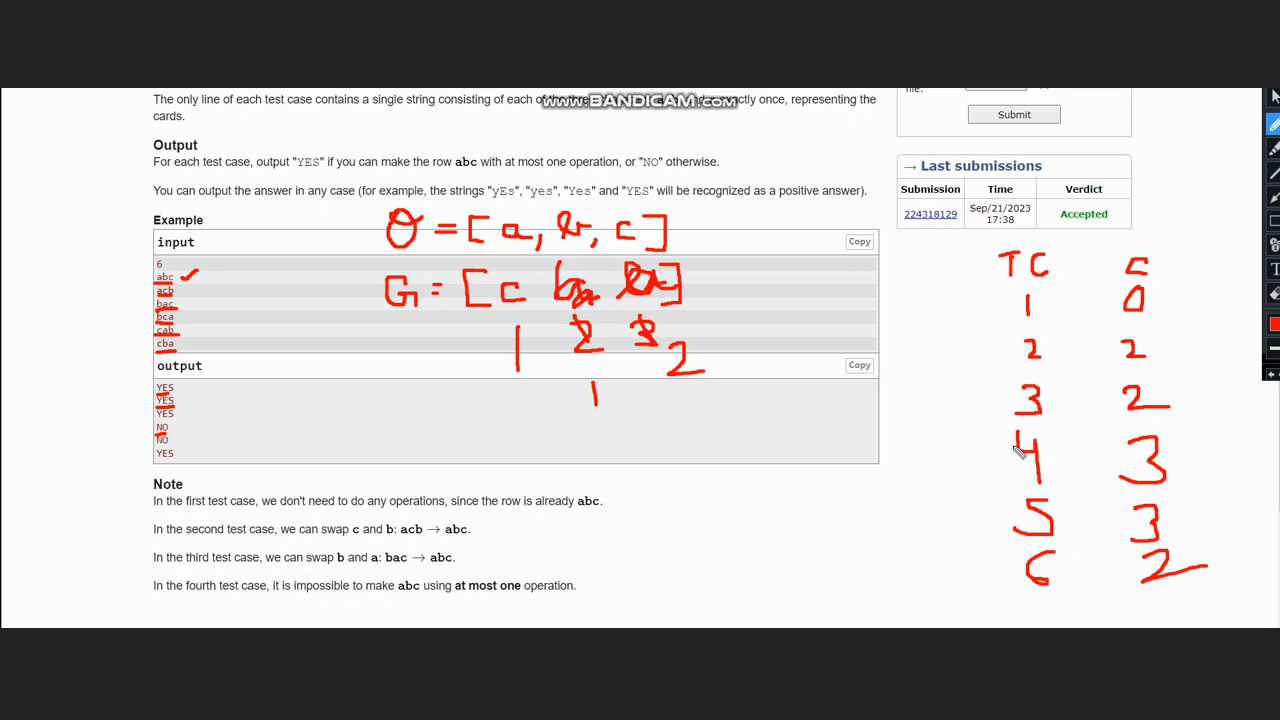 www.BANDICAM.com
The only line of each test case contains a single string consisting of each of the exactly once, representing the
cards.
Output
For each test case, output "YES" if you can make the row abc with at most one operation, or "NO" otherwise.
You can output the answer in any case (for example, the strings "yEs", "yes", "Yes" and "YES" will be recognized as a positive answer).
Example
input
Copy
6
abc
acb
bac
bca
cab
cba
output
Copy
YES
YES
YES
NO
NO
YES
O = [a, b, c]
G = [c
1 2 3
2
1
Note
In the first test case, we don't need to do any operations, since the row is already abc.
In the second test case, we can swap c and b: acb → abc.
In the third test case, we can swap b and a: bac → abc.
In the fourth test case, it is impossible to make abc using at most one operation.
file:
Submit
→ Last submissions
Submission Time Verdict
224318129 Sep/21/2023 17:38 Accepted
TC C
1 0
2 2
3 2
4 3
5 3
6 2